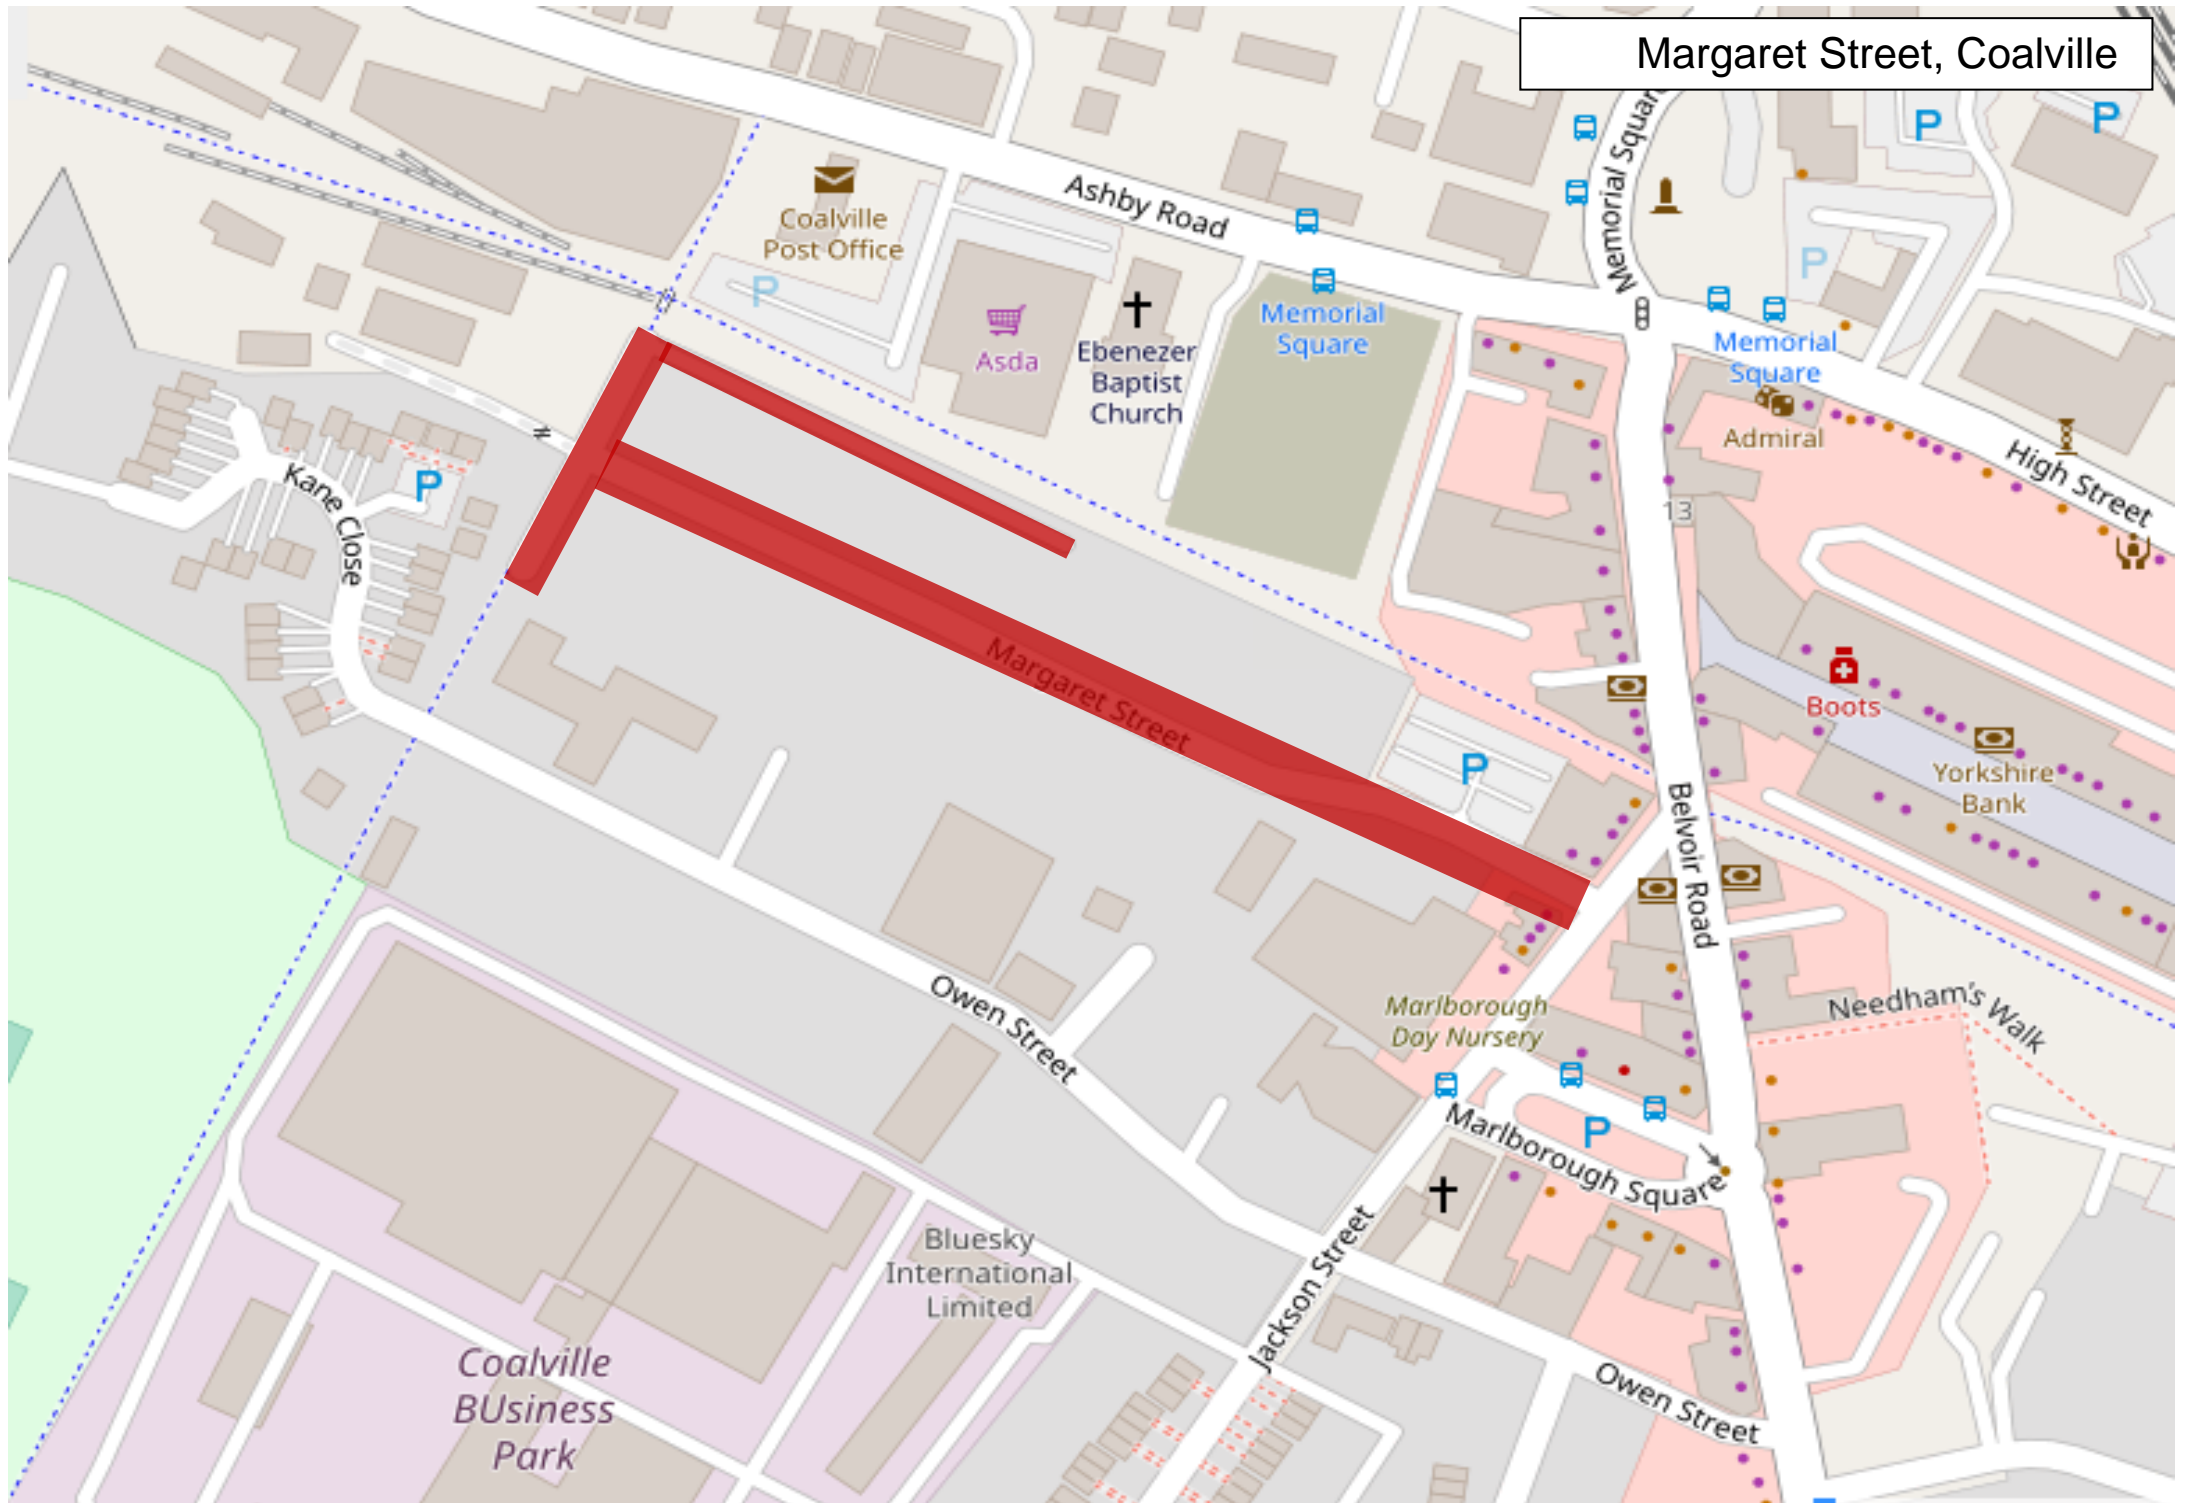 Margaret Street, Coalville
Memorial Square
P
P
Ashby Road
Coalville
Post Office
P
P
Asda
Ebenezer
Baptist
Church
Memorial
Square
Memorial
Square
Admiral
High Street
13
Kane Close
P
Margaret Street
P
Boots
Yorkshire
Bank
Belvoir Road
Owen Street
Marlborough
Day Nursery
Needham's Walk
Marlborough Square
P
Jackson Street
Bluesky
International
Limited
Coalville
BUsiness
Park
Owen Street